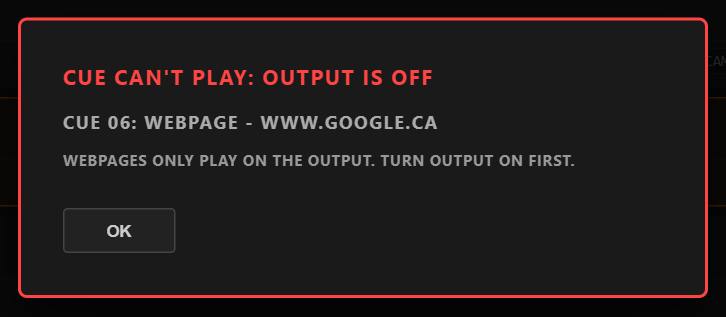 CUE CAN'T PLAY: OUTPUT IS OFF
CUE 06: WEBPAGE - WWW.GOOGLE.CA
WEBPAGES ONLY PLAY ON THE OUTPUT. TURN OUTPUT ON FIRST.
OK